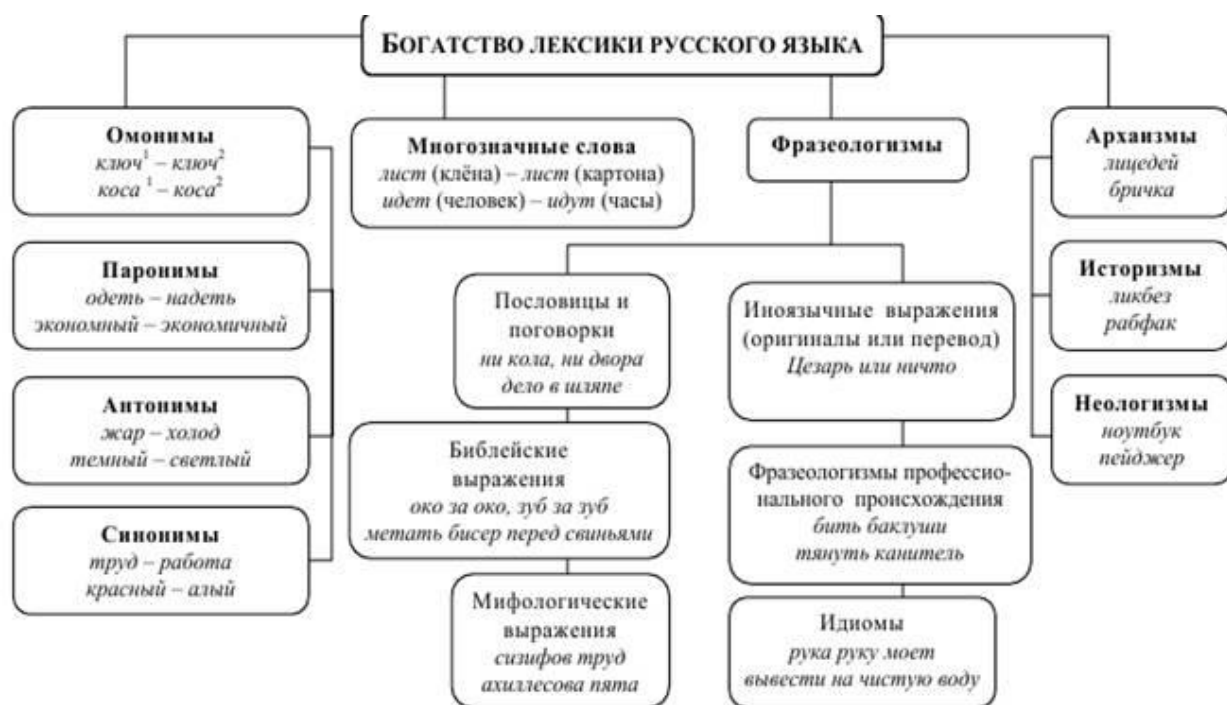 БОГАТСТВО ЛЕКСИКИ РУССКОГО ЯЗЫКА
Омонимы
ключ¹ – ключ²
коса ¹ – коса²
Паронимы
одеть – надеть
экономный – экономичный
Антонимы
жар – холод
темный – светлый
Синонимы
труд – работа
красный – алый
Многозначные слова
лист (клёна) – лист (картона)
идет (человек) – идут (часы)
Фразеологизмы
Пословицы и
поговорки
ни кола, ни двора
дело в шляпе
Библейские
выражения
око за око, зуб за зуб
метать бисер перед свиньями
Мифологические
выражения
сизифов труд
ахиллесова пята
Иноязычные выражения
(оригиналы или перевод)
Цезарь или ничто
Фразеологизмы профессио-
нального происхождения
бить баклуши
тянуть канитель
Идиомы
рука руку моет
вывести на чистую воду
Архаизмы
лицедей
бричка
Историзмы
ликбез
рабфак
Неологизмы
ноутбук
пейджер